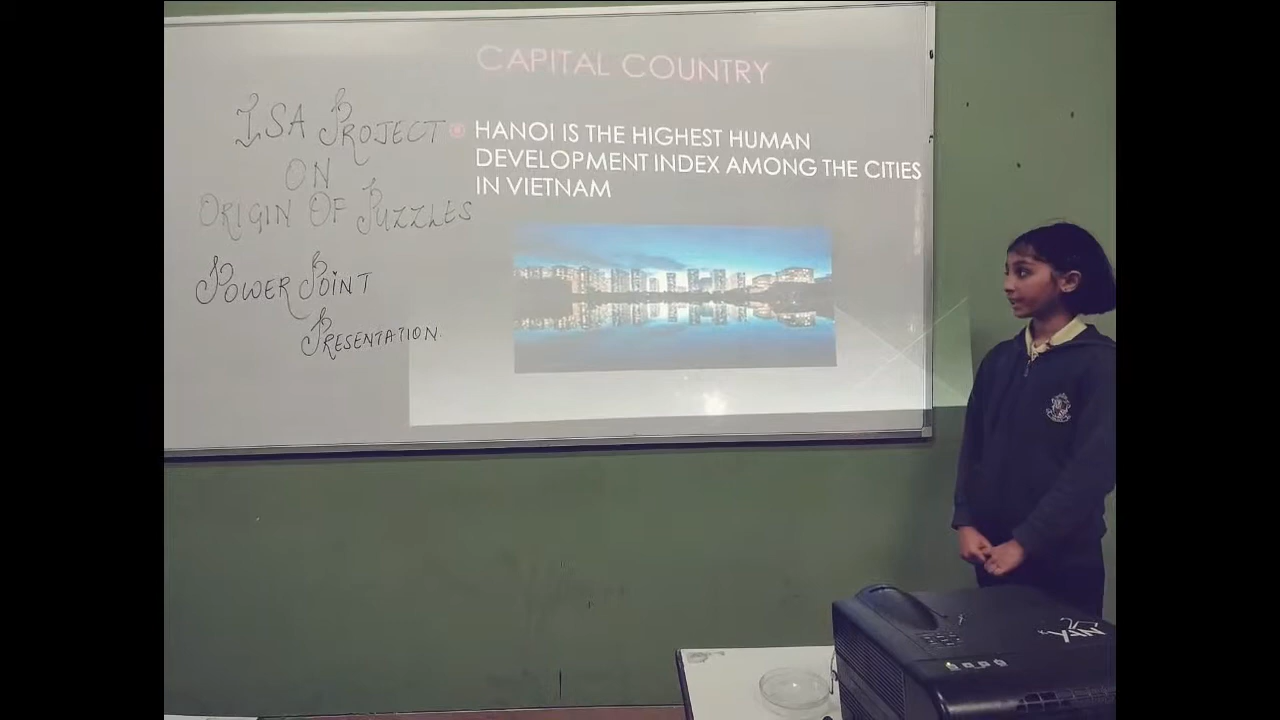 ISA PROJECT
ON
ORIGIN OF PUZZLES
POWER POINT
PRESENTATION.
CAPITAL COUNTRY
HANOI IS THE HIGHEST HUMAN
DEVELOPMENT INDEX AMONG THE CITIES
IN VIETNAM